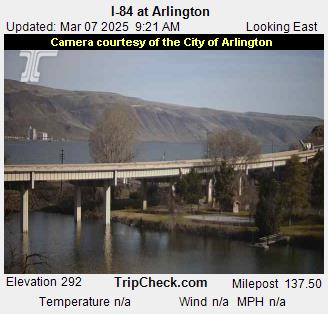 I-84 at Arlington
Updated: Mar 07 2025 9:21 AM Looking East
Camera courtesy of the City of Arlington
Elevation 292 TripCheck.com Milepost 137.50
Temperature n/a Wind n/a MPH n/a